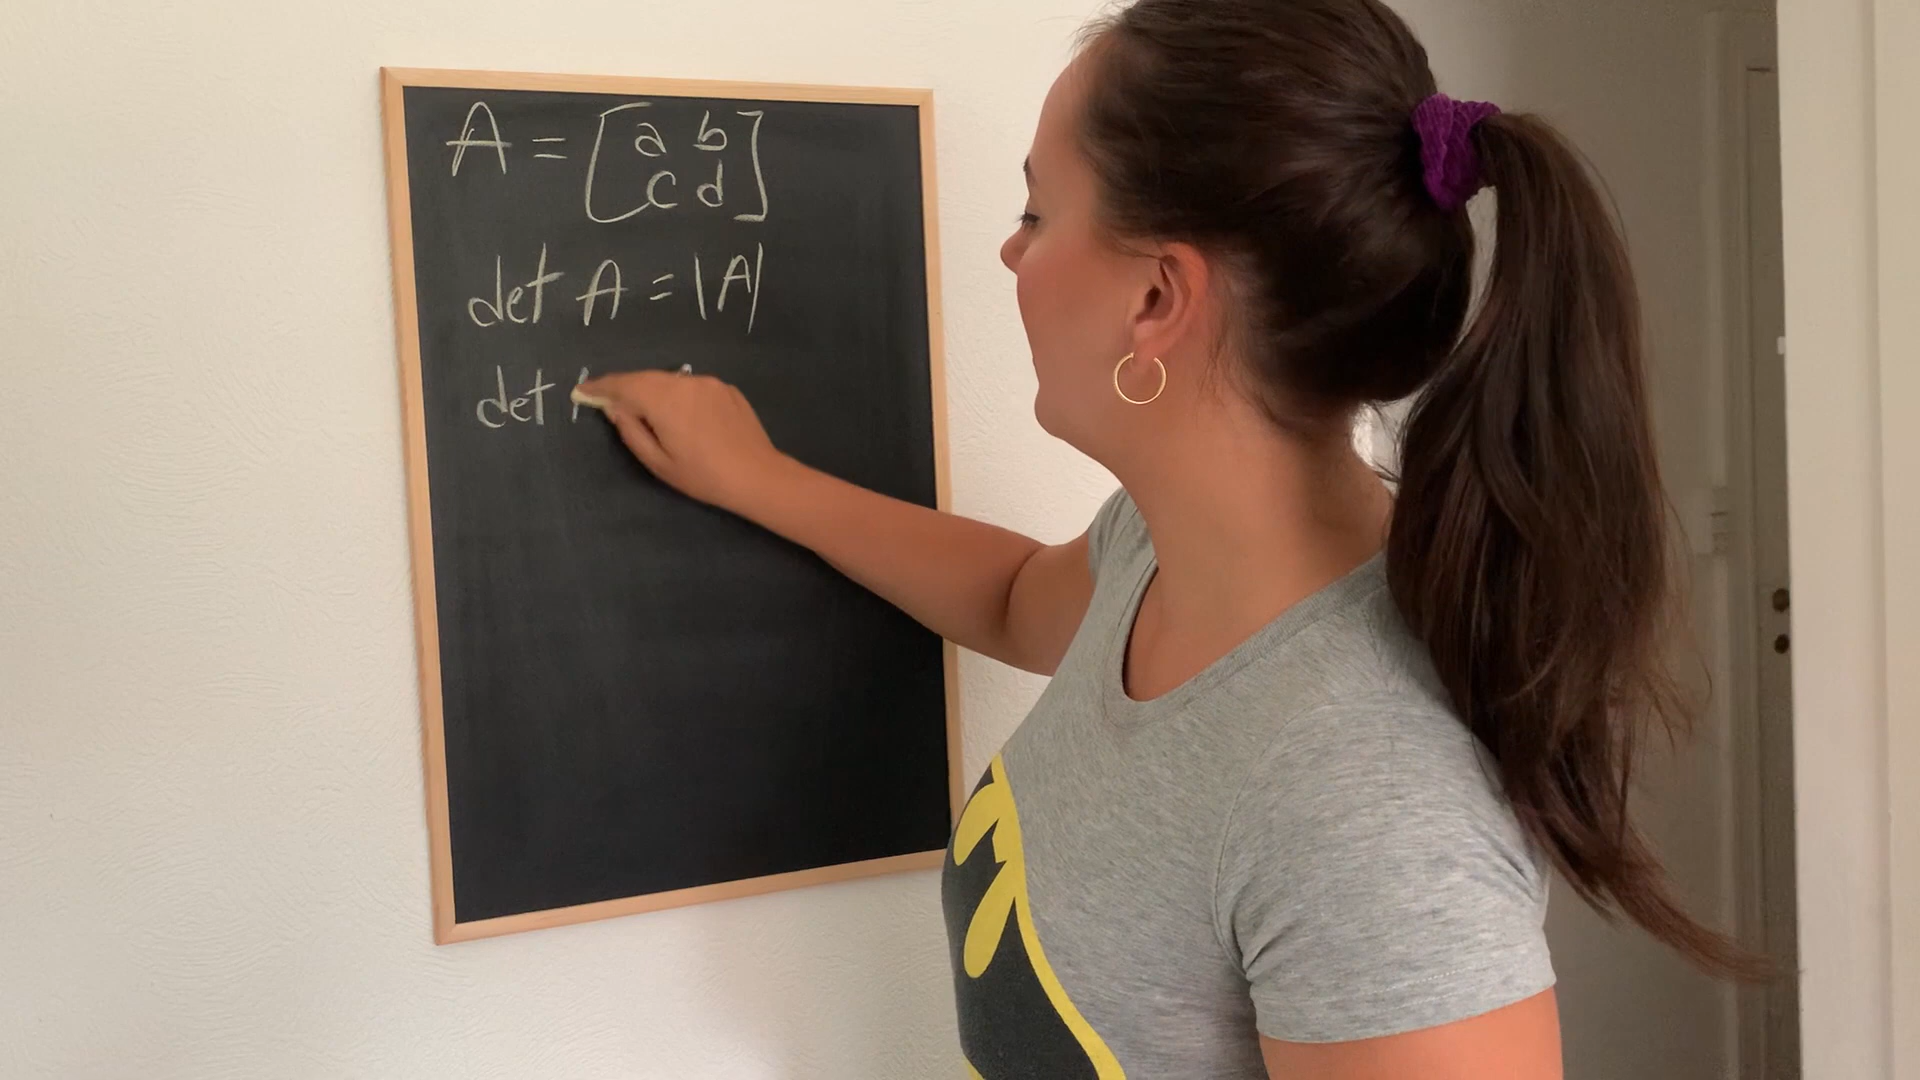 A = [a b
c d]
det A = |A|
det